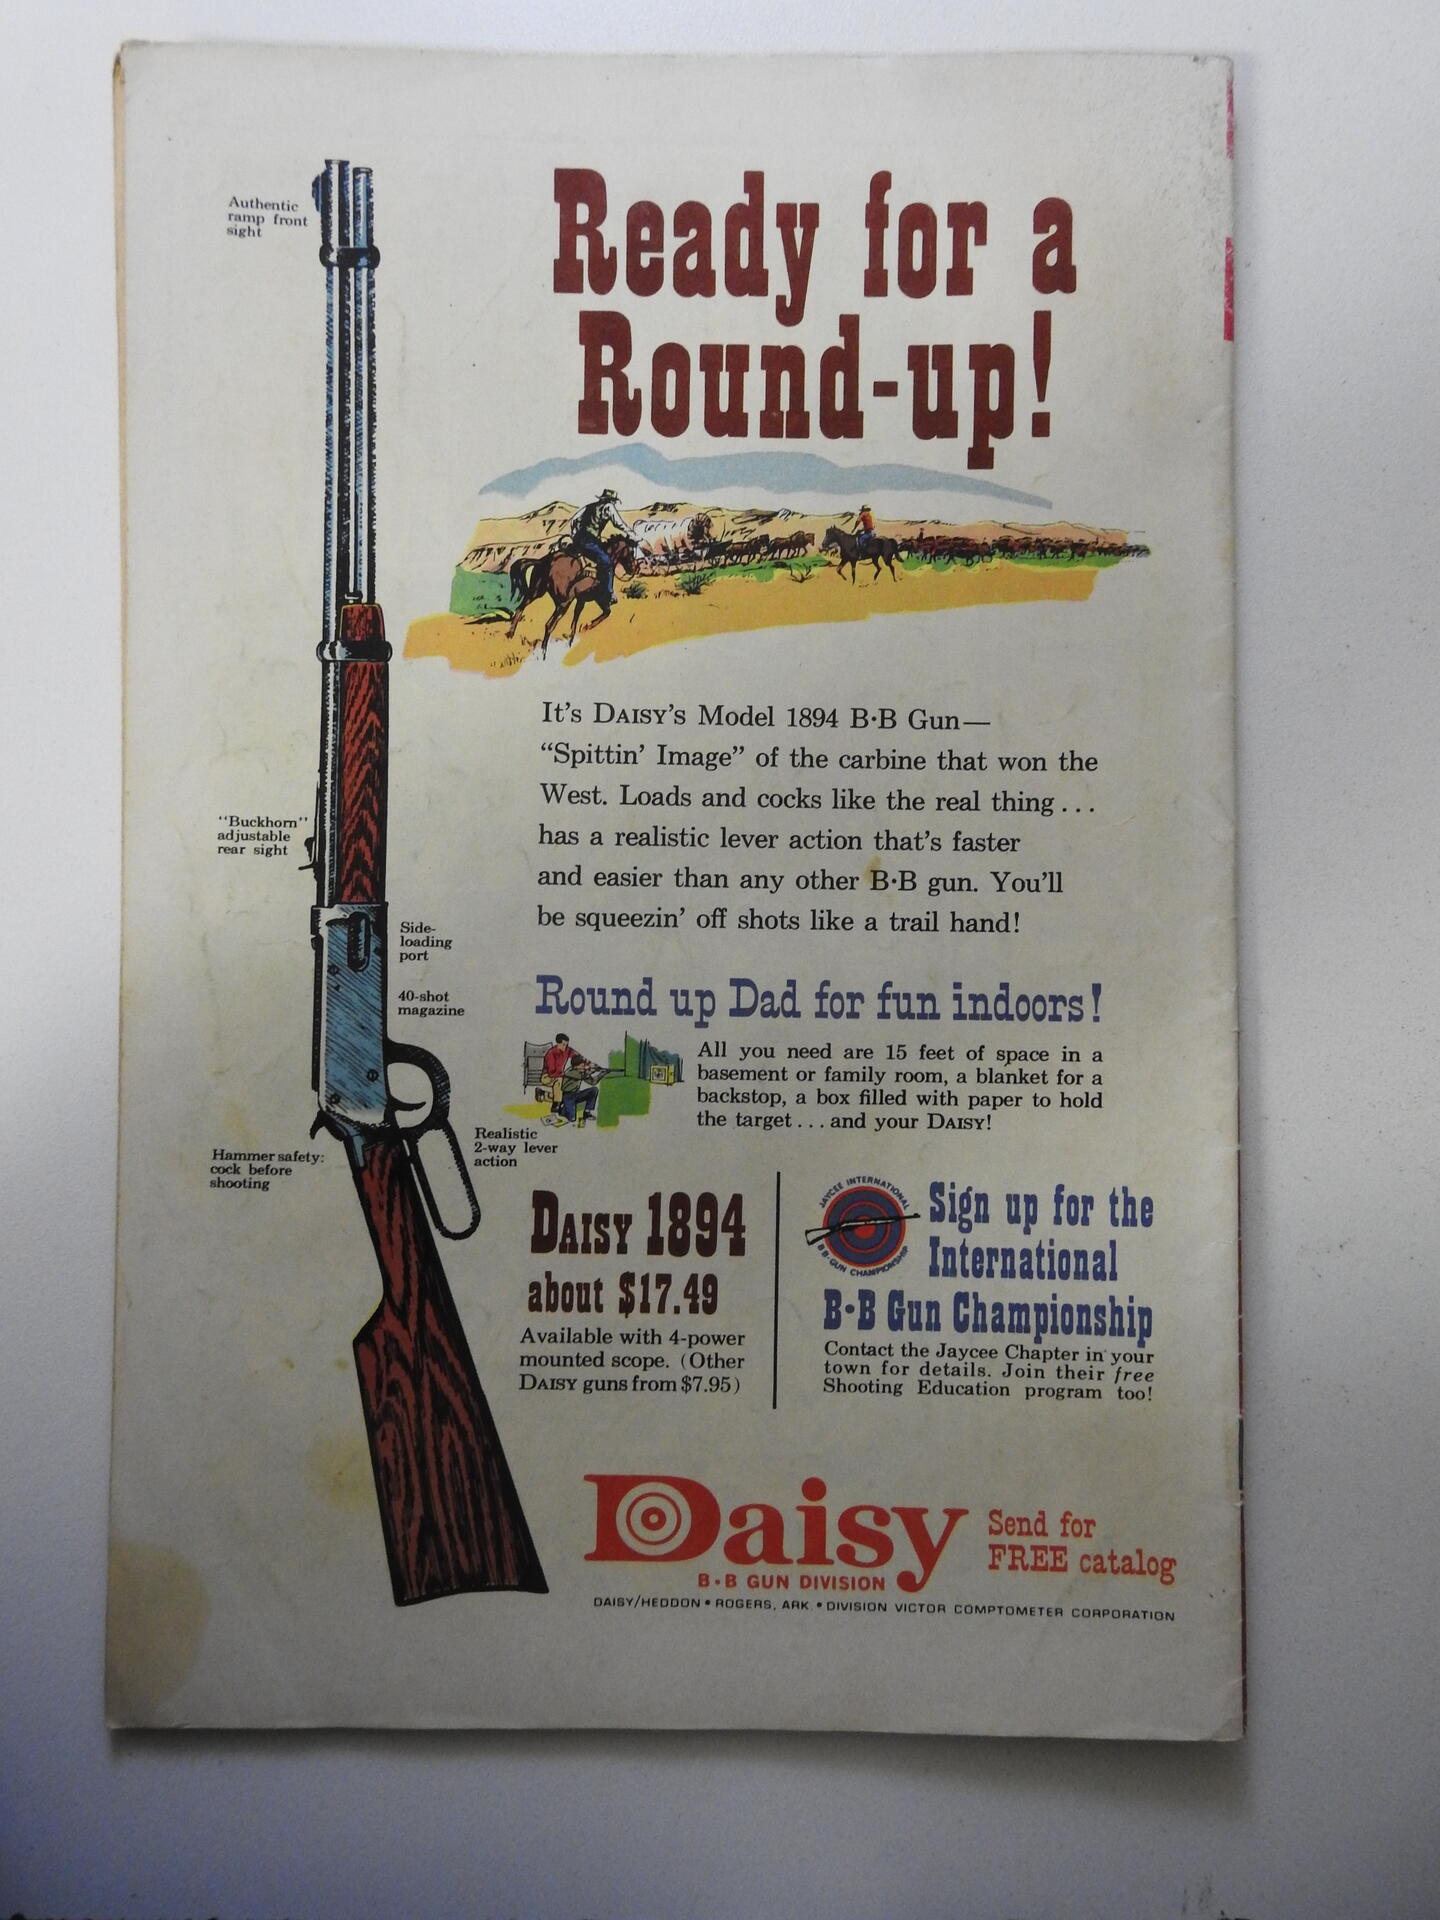 Ready for a
Round-up!
Authentic
ramp front
sight
"Buckhorn"
adjustable
rear sight
Side-
loading
port
40-shot
magazine
Realistic
2-way lever
action
Hammer safety:
cock before
shooting
It's DAISY'S Model 1894 B·B Gun—
“Spittin' Image” of the carbine that won the
West. Loads and cocks like the real thing...
has a realistic lever action that's faster
and easier than any other B·B gun. You'll
be squeezin' off shots like a trail hand!
Round up Dad for fun indoors!
All you need are 15 feet of space in a
basement or family room, a blanket for a
backstop, a box filled with paper to hold
the target...and your DAISY!
DAISY 1894
about $17.49
Available with 4-power
mounted scope. (Other
DAISY guns from $7.95)
JAYCEE INTERNATIONAL
B·B·GUN CHAMPIONSHIP
Sign up for the
International
B·B Gun Championship
Contact the Jaycee Chapter in your
town for details. Join their free
Shooting Education program too!
Daisy
B·B GUN DIVISION
Send for
FREE catalog
DAISY/HEDDON • ROGERS, ARK. • DIVISION VICTOR COMPTOMETER CORPORATION